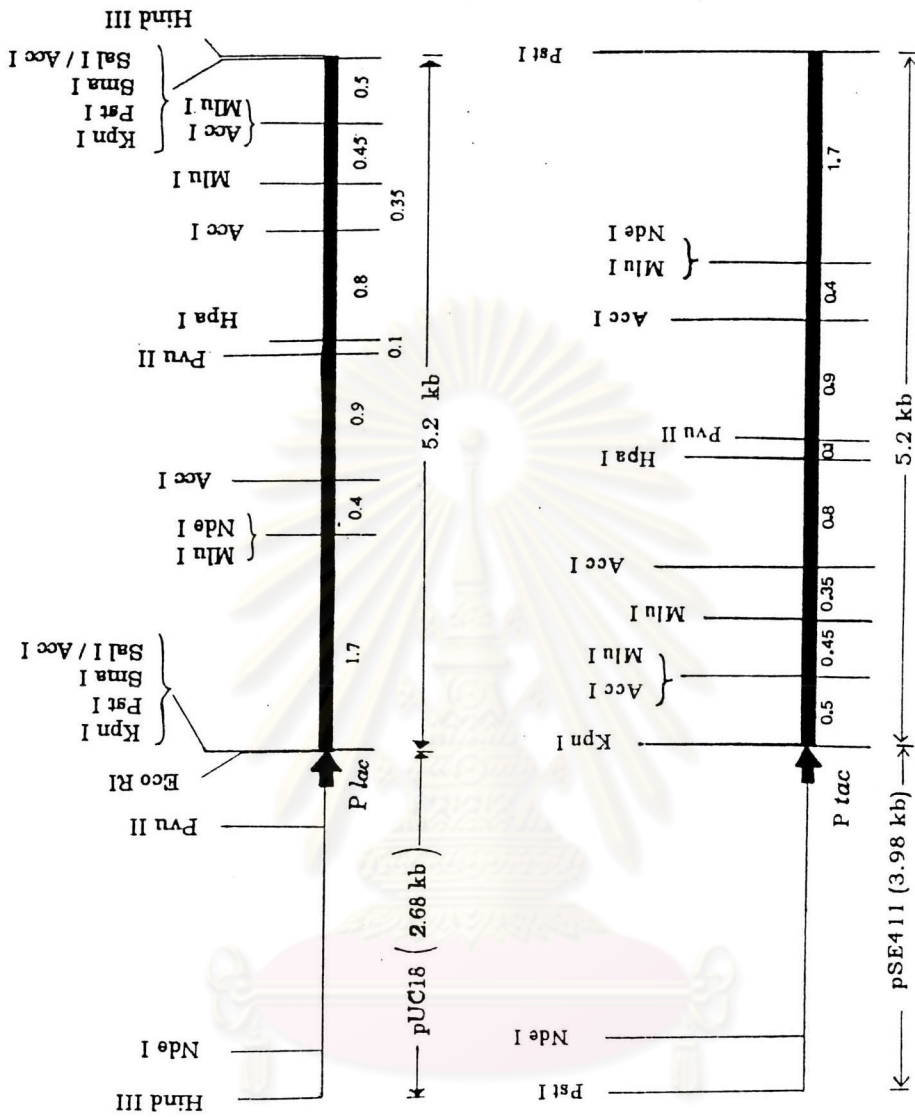 Hind III
Sal I / Acc I
Sma I
Pst I
Kpn I
Acc I
Mlu I
Mlu I
Acc I
Hpa I
Pvu II
Acc I
Mlu I
Nde I
Sal I / Acc I
Sma I
Pst I
Kpn I
Eco RI
Pvu II
Nde I
Hind III
P lac
1.7
0.4
0.9
0.1
0.8
0.35
0.45
0.5
pUC18 (2.68 kb)
5.2 kb
Pst I
Mlu I
Nde I
Acc I
Pvu II
Hpa I
Acc I
Mlu I
Acc I
Mlu I
Kpn I
Nde I
Pst I
P tac
0.5
0.45
0.35
0.8
0.1
0.9
0.4
1.7
pSE411 (3.98 kb)
5.2 kb